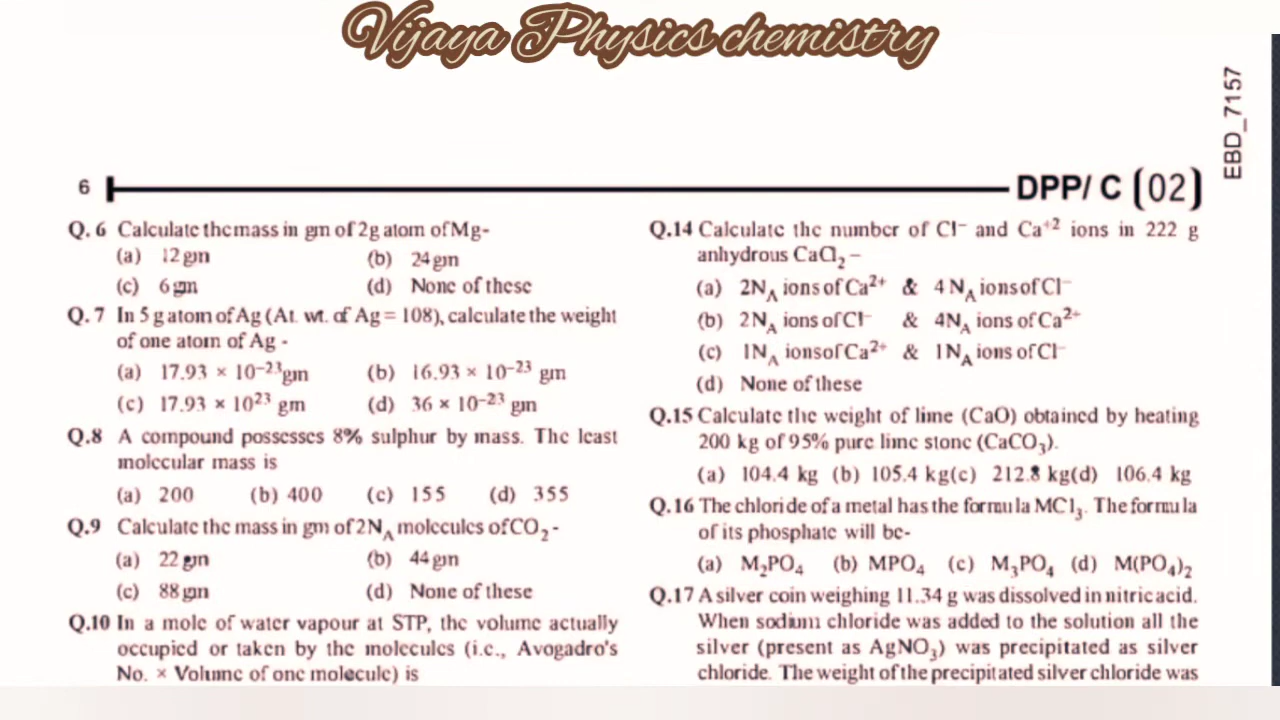 Vijaya Physics chemistry
EBD_7157
6 DPP/ C (02)
Q. 6 Calculate the mass in gm of 2g atom of Mg-
(a) 12 gm (b) 24 gm
(c) 6 gm (d) None of these
Q. 7 In 5 g atom of Ag (At. wt. of Ag = 108), calculate the weight
of one atom of Ag -
(a) 17.93 × 10⁻²³ gm (b) 16.93 × 10⁻²³ gm
(c) 17.93 × 10²³ gm (d) 36 × 10⁻²³ gm
Q.8 A compound possesses 8% sulphur by mass. The least
molecular mass is
(a) 200 (b) 400 (c) 155 (d) 355
Q.9 Calculate the mass in gm of 2N_A molecules of CO₂ -
(a) 22 gm (b) 44 gm
(c) 88 gm (d) None of these
Q.10 In a mole of water vapour at STP, the volume actually
occupied or taken by the molecules (i.e., Avogadro's
No. × Volume of one molecule) is
Q.14 Calculate the number of Cl⁻ and Ca⁺² ions in 222 g
anhydrous CaCl₂ –
(a) 2N_A ions of Ca²⁺ & 4 N_A ions of Cl⁻
(b) 2N_A ions of Cl⁻ & 4N_A ions of Ca²⁺
(c) 1N_A ions of Ca²⁺ & 1N_A ions of Cl⁻
(d) None of these
Q.15 Calculate the weight of lime (CaO) obtained by heating
200 kg of 95% pure lime stone (CaCO₃).
(a) 104.4 kg (b) 105.4 kg (c) 212.8 kg (d) 106.4 kg
Q.16 The chloride of a metal has the formula MCl₃. The formula
of its phosphate will be-
(a) M₂PO₄ (b) MPO₄ (c) M₃PO₄ (d) M(PO₄)₂
Q.17 A silver coin weighing 11.34 g was dissolved in nitric acid.
When sodium chloride was added to the solution all the
silver (present as AgNO₃) was precipitated as silver
chloride. The weight of the precipitated silver chloride was